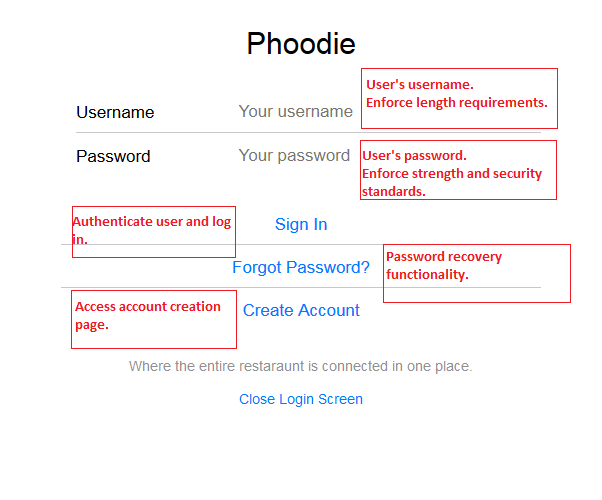 Phoodie
User's username.
Enforce length requirements.
Username Your username
Password Your password
User's password.
Enforce strength and security
standards.
Authenticate user and log
in.
Sign In
Forgot Password?
Password recovery
functionality.
Access account creation
page.
Create Account
Where the entire restaraunt is connected in one place.
Close Login Screen